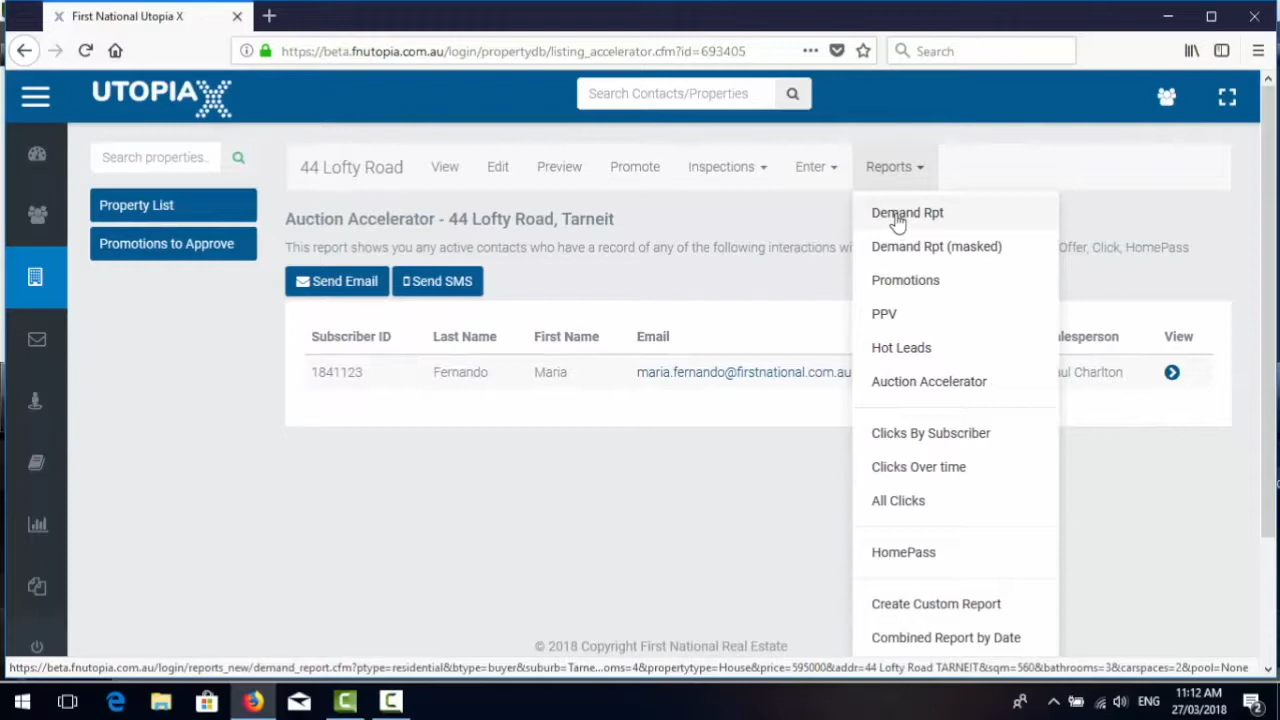 First National Utopia X
https://beta.fnutopia.com.au/login/propertydb/listing_accelerator.cfm?id=693405
Search
UTOPIA X
Search Contacts/Properties
Search properties..
44 Lofty Road View Edit Preview Promote Inspections Enter Reports
Property List
Promotions to Approve
Auction Accelerator - 44 Lofty Road, Tarneit
This report shows you any active contacts who have a record of any of the following interactions wi Offer, Click, HomePass
Send Email Send SMS
Subscriber ID Last Name First Name Email lesperson View
1841123 Fernando Maria maria.fernando@firstnational.com.au ul Charlton
Demand Rpt
Demand Rpt (masked)
Promotions
PPV
Hot Leads
Auction Accelerator
Clicks By Subscriber
Clicks Over time
All Clicks
HomePass
Create Custom Report
Combined Report by Date
© 2018 Copyright First National Real Estate
https://beta.fnutopia.com.au/login/reports_new/demand_report.cfm?ptype=residential&btype=buyer&suburb=Tarne...oms=4&propertytype=House&price=595000&addr=44 Lofty Road TARNEIT&sqm=560&bathrooms=3&carspaces=2&pool=None
ENG
11:12 AM
27/03/2018
2